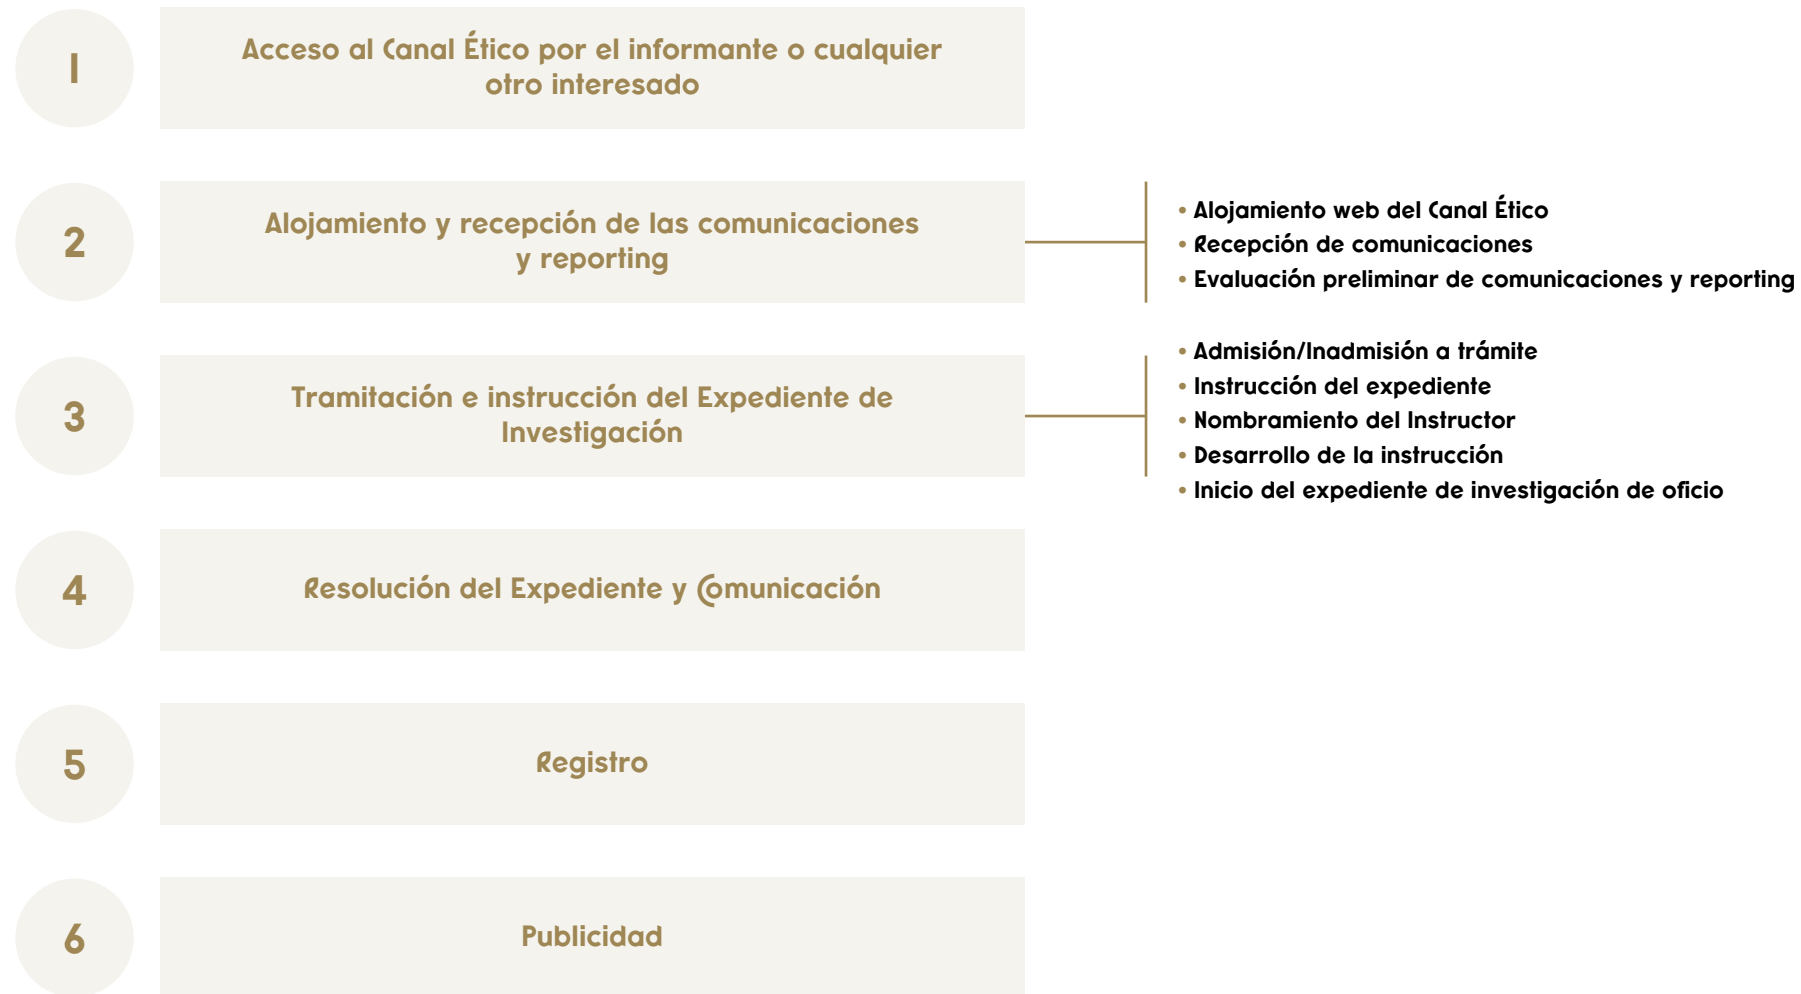 1
Acceso al Canal Ético por el informante o cualquier
otro interesado
2
Alojamiento y recepción de las comunicaciones
y reporting
• Alojamiento web del Canal Ético
• Recepción de comunicaciones
• Evaluación preliminar de comunicaciones y reporting
3
Tramitación e instrucción del Expediente de
Investigación
• Admisión/Inadmisión a trámite
• Instrucción del expediente
• Nombramiento del Instructor
• Desarrollo de la instrucción
• Inicio del expediente de investigación de oficio
4
Resolución del Expediente y Comunicación
5
Registro
6
Publicidad